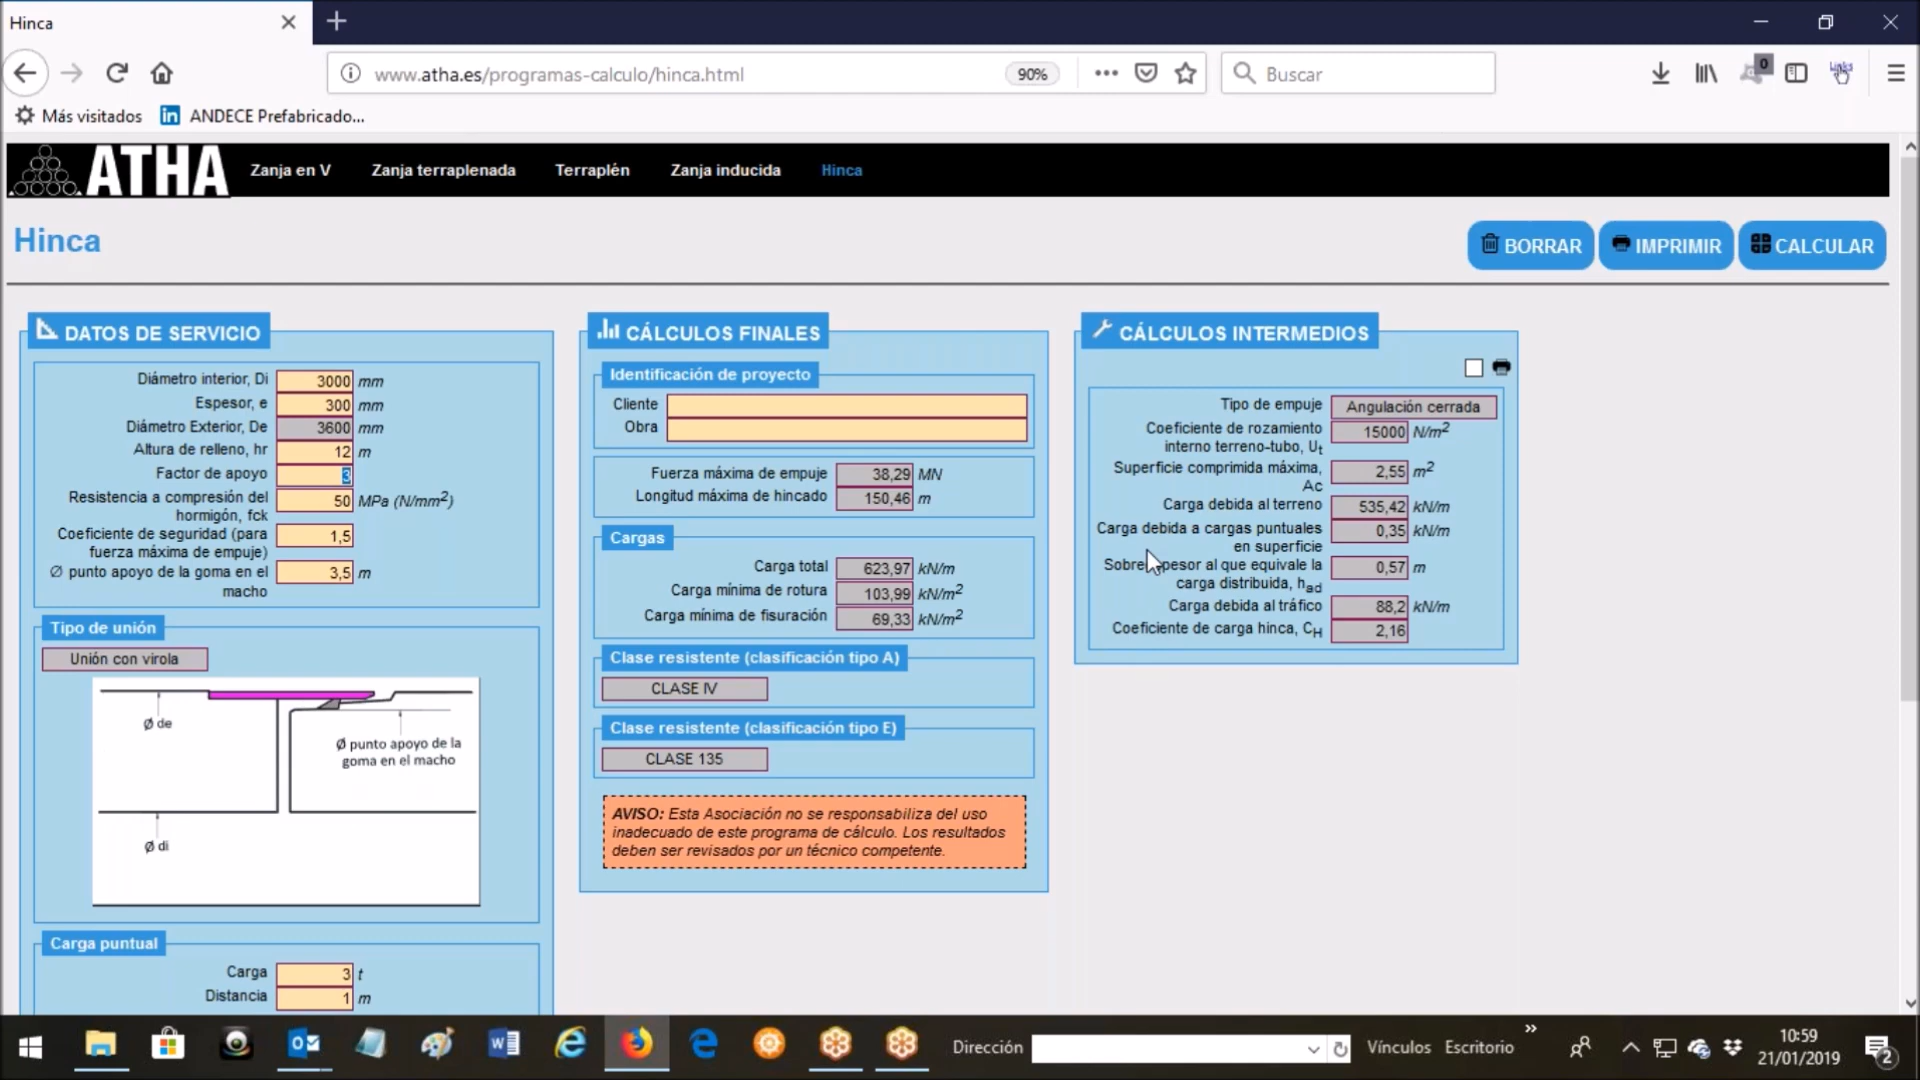 Hinca
www.atha.es/programas-calculo/hinca.html
90%
Buscar
0
Links
Más visitados
ANDECE Prefabricado...
ATHA
Zanja en V
Zanja terraplenada
Terraplén
Zanja inducida
Hinca
Hinca
BORRAR
IMPRIMIR
CALCULAR
DATOS DE SERVICIO
Diámetro interior, Di 3000 mm
Espesor, e 300 mm
Diámetro Exterior, De 3600 mm
Altura de relleno, hr 12 m
Factor de apoyo 3
Resistencia a compresión del
hormigón, fck 50 MPa (N/mm²)
Coeficiente de seguridad (para
fuerza máxima de empuje) 1,5
Ø punto apoyo de la goma en el
macho 3,5 m
Tipo de unión
Unión con virola
Ø de
Ø punto apoyo de la
goma en el macho
Ø di
Carga puntual
Carga 3 t
Distancia 1 m
CÁLCULOS FINALES
Identificación de proyecto
Cliente
Obra
Fuerza máxima de empuje 38,29 MN
Longitud máxima de hincado 150,46 m
Cargas
Carga total 623,97 kN/m
Carga mínima de rotura 103,99 kN/m²
Carga mínima de fisuración 69,33 kN/m²
Clase resistente (clasificación tipo A)
CLASE IV
Clase resistente (clasificación tipo E)
CLASE 135
AVISO: Esta Asociación no se responsabiliza del uso
inadecuado de este programa de cálculo. Los resultados
deben ser revisados por un técnico competente.
CÁLCULOS INTERMEDIOS
Tipo de empuje Angulación cerrada
Coeficiente de rozamiento
interno terreno-tubo, Ut 15000 N/m²
Superficie comprimida máxima,
Ac 2,55 m²
Carga debida al terreno 535,42 kN/m
Carga debida a cargas puntuales
en superficie 0,35 kN/m
Sobre pesor al que equivale la
carga distribuida, had 0,57 m
Carga debida al tráfico 88,2 kN/m
Coeficiente de carga hinca, CH 2,16
Dirección
Vínculos
Escritorio
10:59
21/01/2019
2